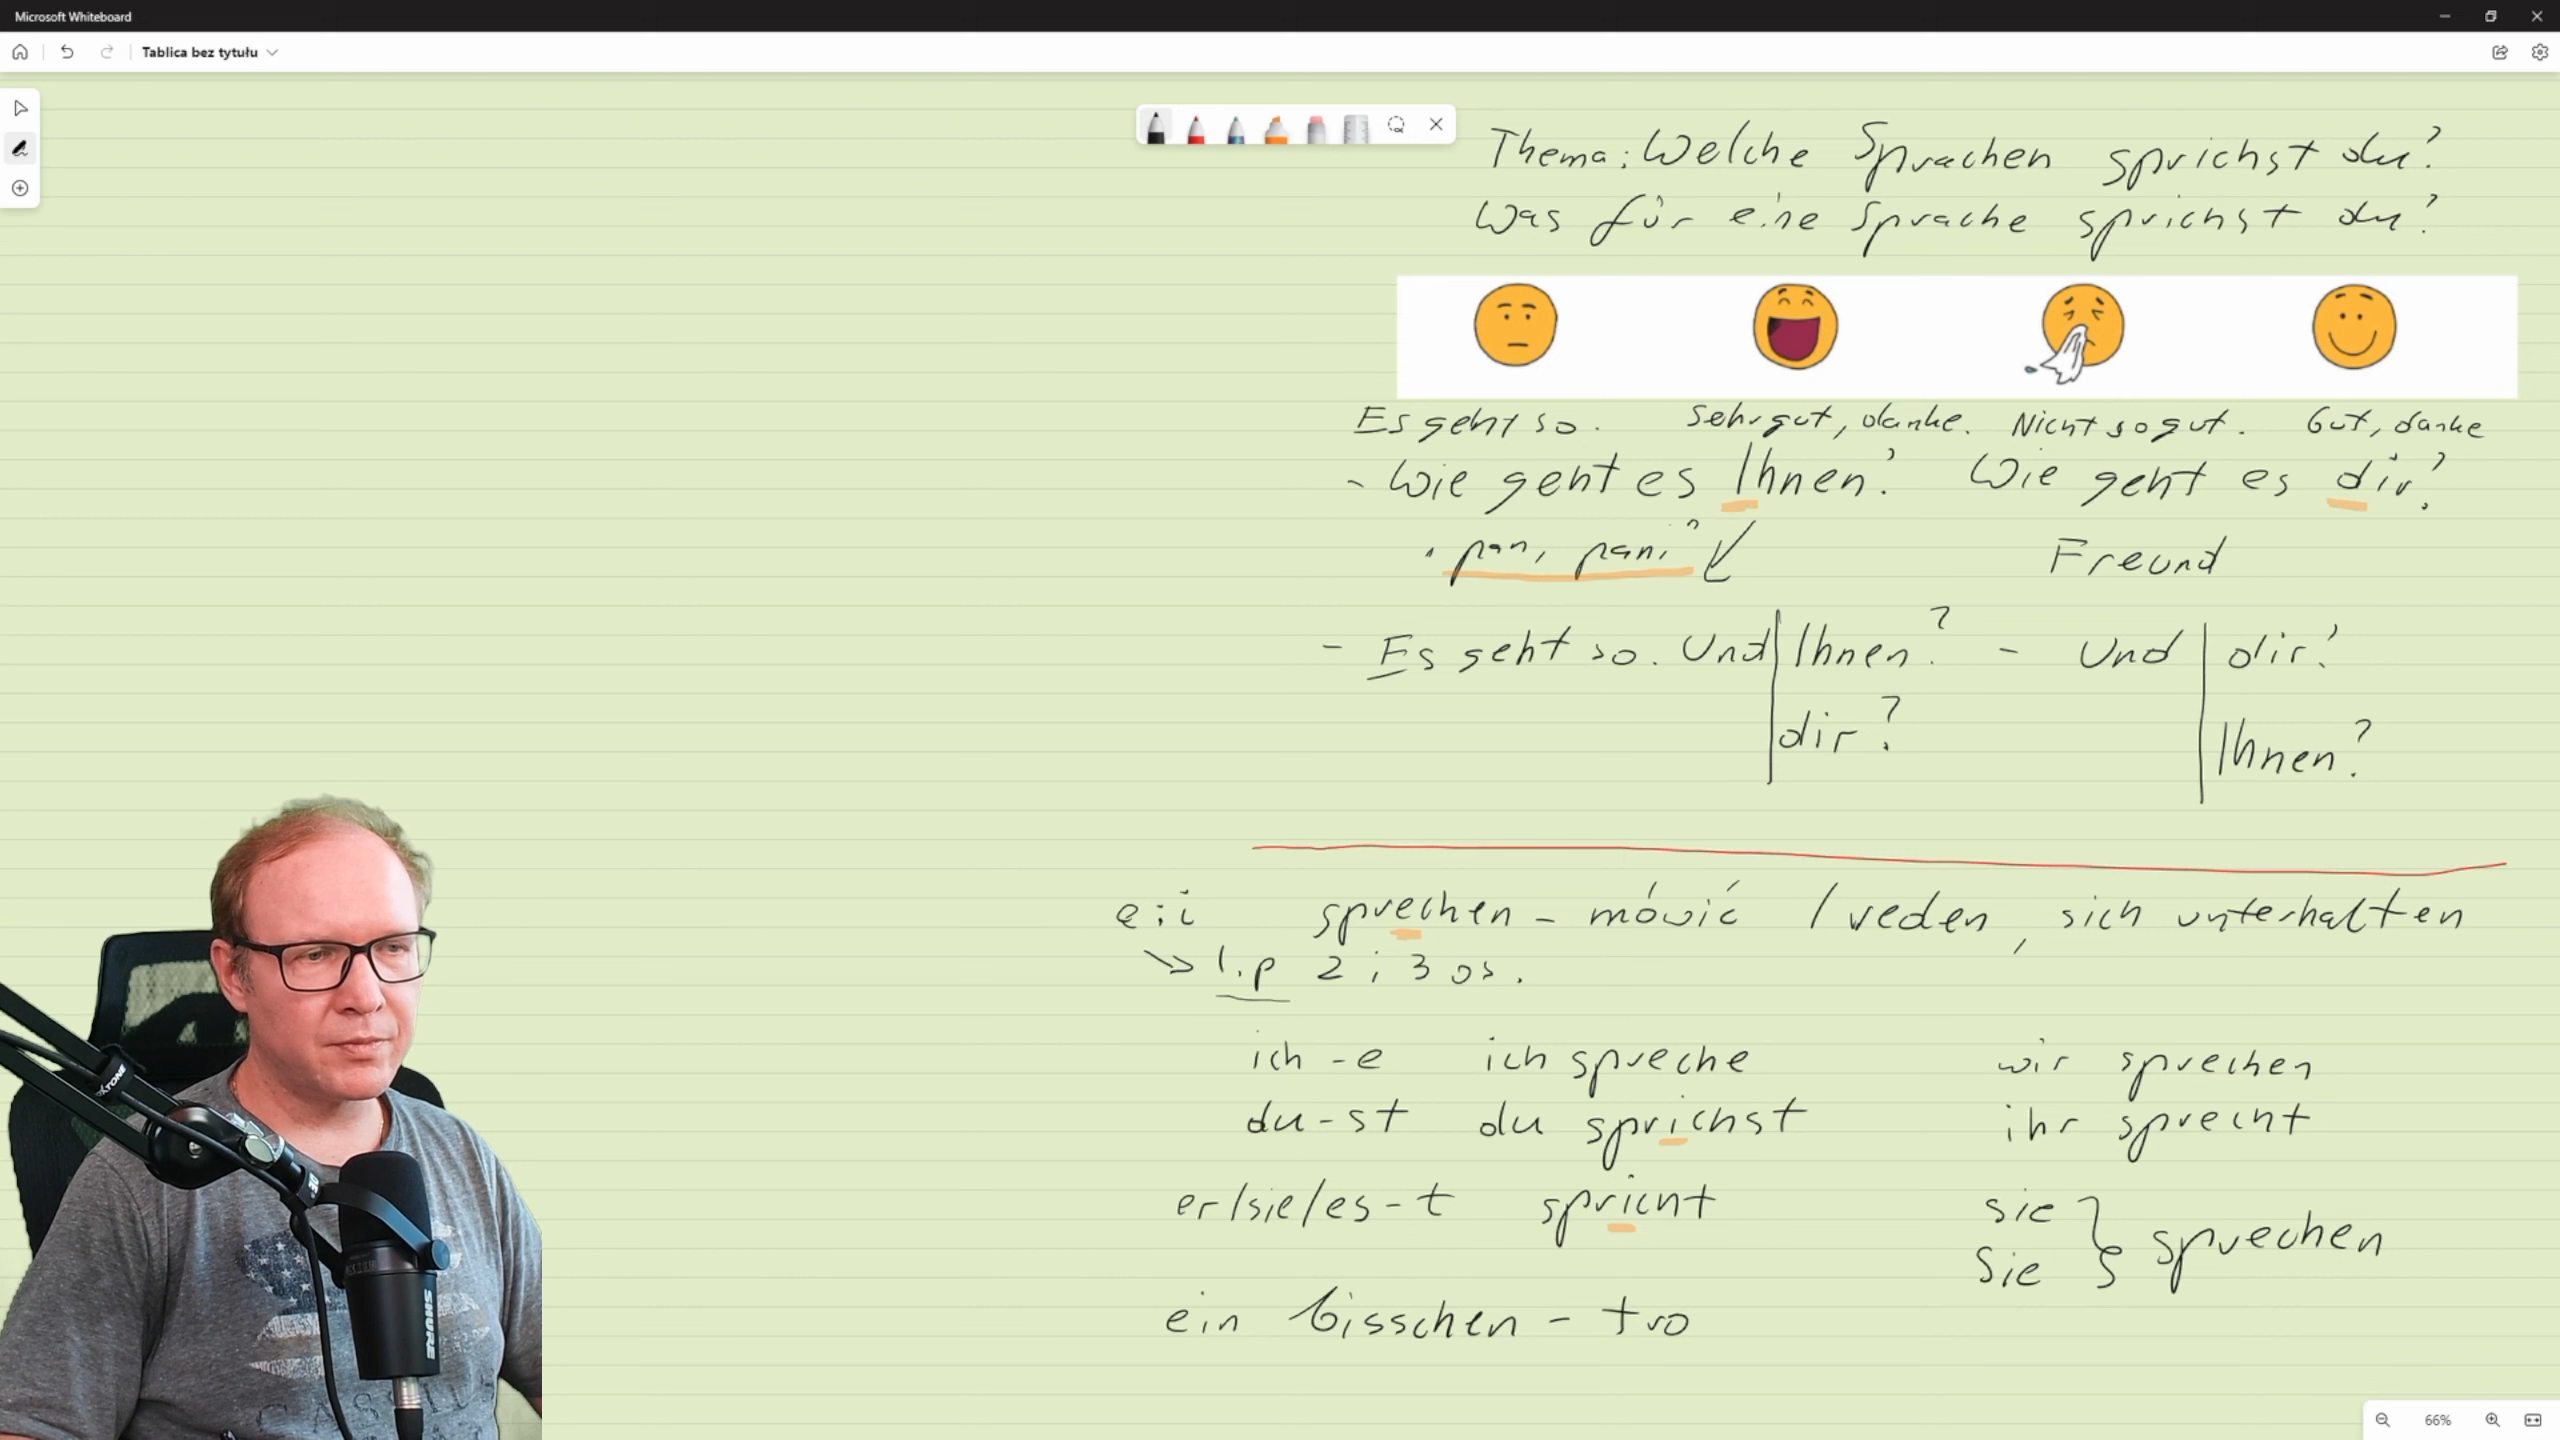 Microsoft Whiteboard
Tablica bez tytułu
Thema: Welche Sprachen sprichst du?
Was für eine Sprache sprichst du?
Es geht so. Sehr gut, danke. Nicht so gut. Gut, danke
- Wie geht es Ihnen? Wie geht es dir?
"pan, pani" Freund
- Es geht so. Und Ihnen? - Und dir?
dir? Ihnen?
e:i sprechen - mówić / reden, sich unterhalten
l.p 2 i 3 os.
ich -e ich spreche wir sprechen
du -st du sprichst ihr sprecht
er/sie/es -t spricht sie
Sie sprechen
ein bisschen - tro
SHURE
66%